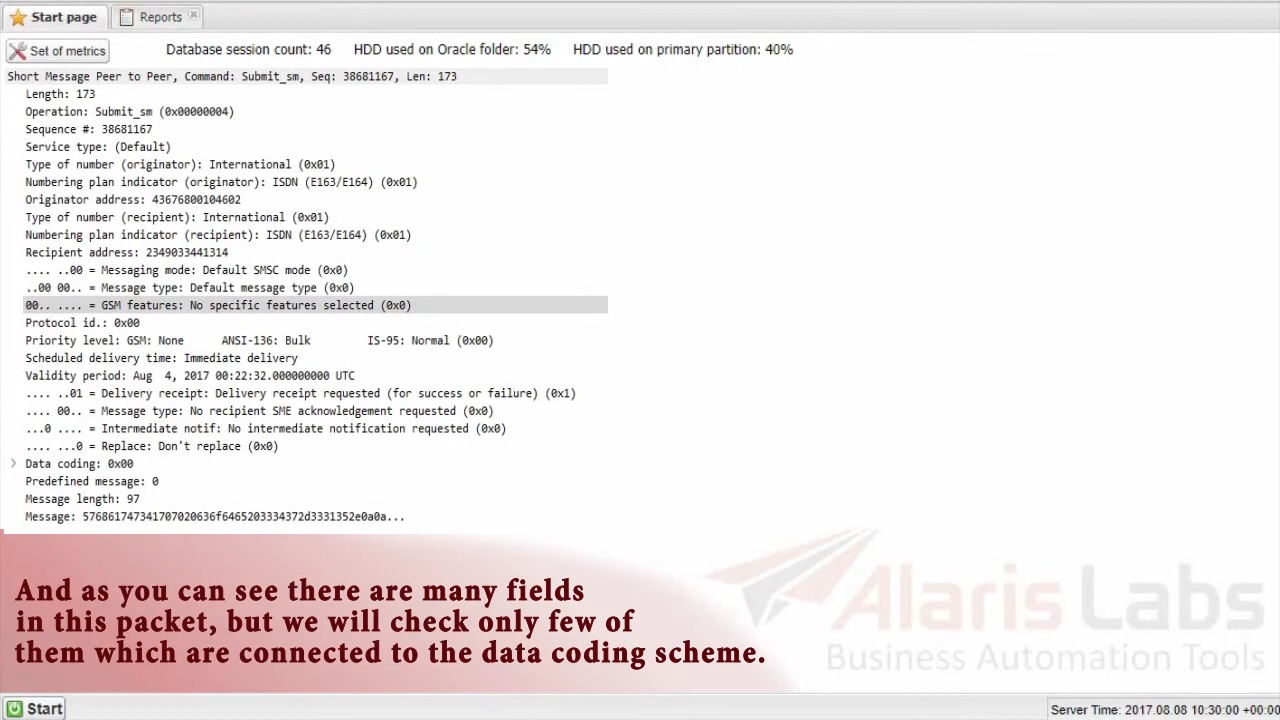 Start page
Reports
Set of metrics
Database session count: 46 HDD used on Oracle folder: 54% HDD used on primary partition: 40%
Short Message Peer to Peer, Command: Submit_sm, Seq: 38681167, Len: 173
Length: 173
Operation: Submit_sm (0x00000004)
Sequence #: 38681167
Service type: (Default)
Type of number (originator): International (0x01)
Numbering plan indicator (originator): ISDN (E163/E164) (0x01)
Originator address: 43676800104602
Type of number (recipient): International (0x01)
Numbering plan indicator (recipient): ISDN (E163/E164) (0x01)
Recipient address: 2349033441314
.... ..00 = Messaging mode: Default SMSC mode (0x0)
..00 00.. = Message type: Default message type (0x0)
00.. .... = GSM features: No specific features selected (0x0)
Protocol id.: 0x00
Priority level: GSM: None ANSI-136: Bulk IS-95: Normal (0x00)
Scheduled delivery time: Immediate delivery
Validity period: Aug 4, 2017 00:22:32.000000000 UTC
.... ..01 = Delivery receipt: Delivery receipt requested (for success or failure) (0x1)
.... 00.. = Message type: No recipient SME acknowledgement requested (0x0)
...0 .... = Intermediate notif: No intermediate notification requested (0x0)
.... ...0 = Replace: Don't replace (0x0)
Data coding: 0x00
Predefined message: 0
Message length: 97
Message: 576861747341707020636f6465203334372d3331352e0a0a...
And as you can see there are many fields
in this packet, but we will check only few of
them which are connected to the data coding scheme.
Alaris Labs
Business Automation Tools
Start
Server Time: 2017.08.08 10:30:00 +00:00